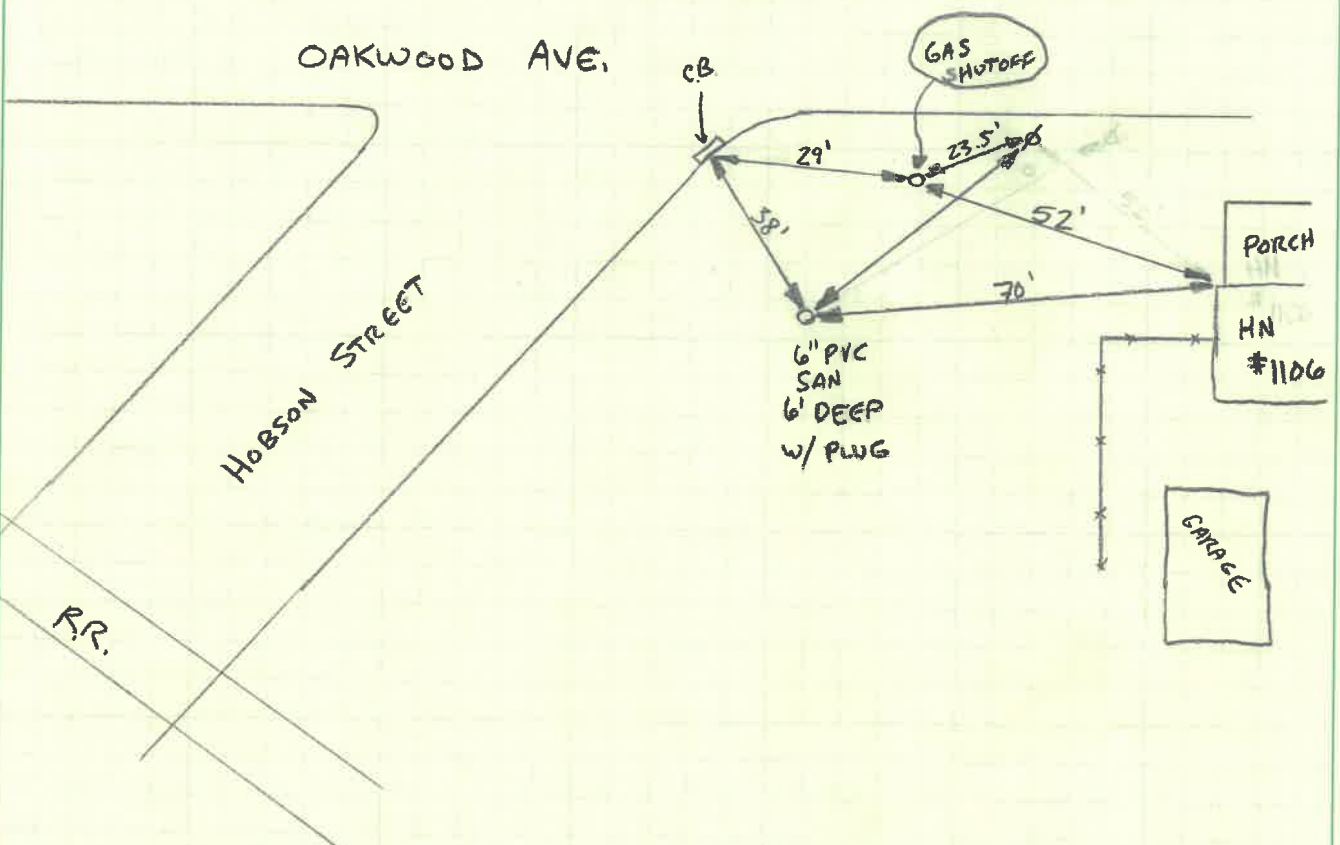 OAKWOOD AVE.
C.B.
GAS
SHUTOFF
29'
23.5'
38'
52'
70'
PORCH
HN
#1106
6" PVC
SAN
6' DEEP
W/ PLUG
HOBSON STREET
GARAGE
R.R.